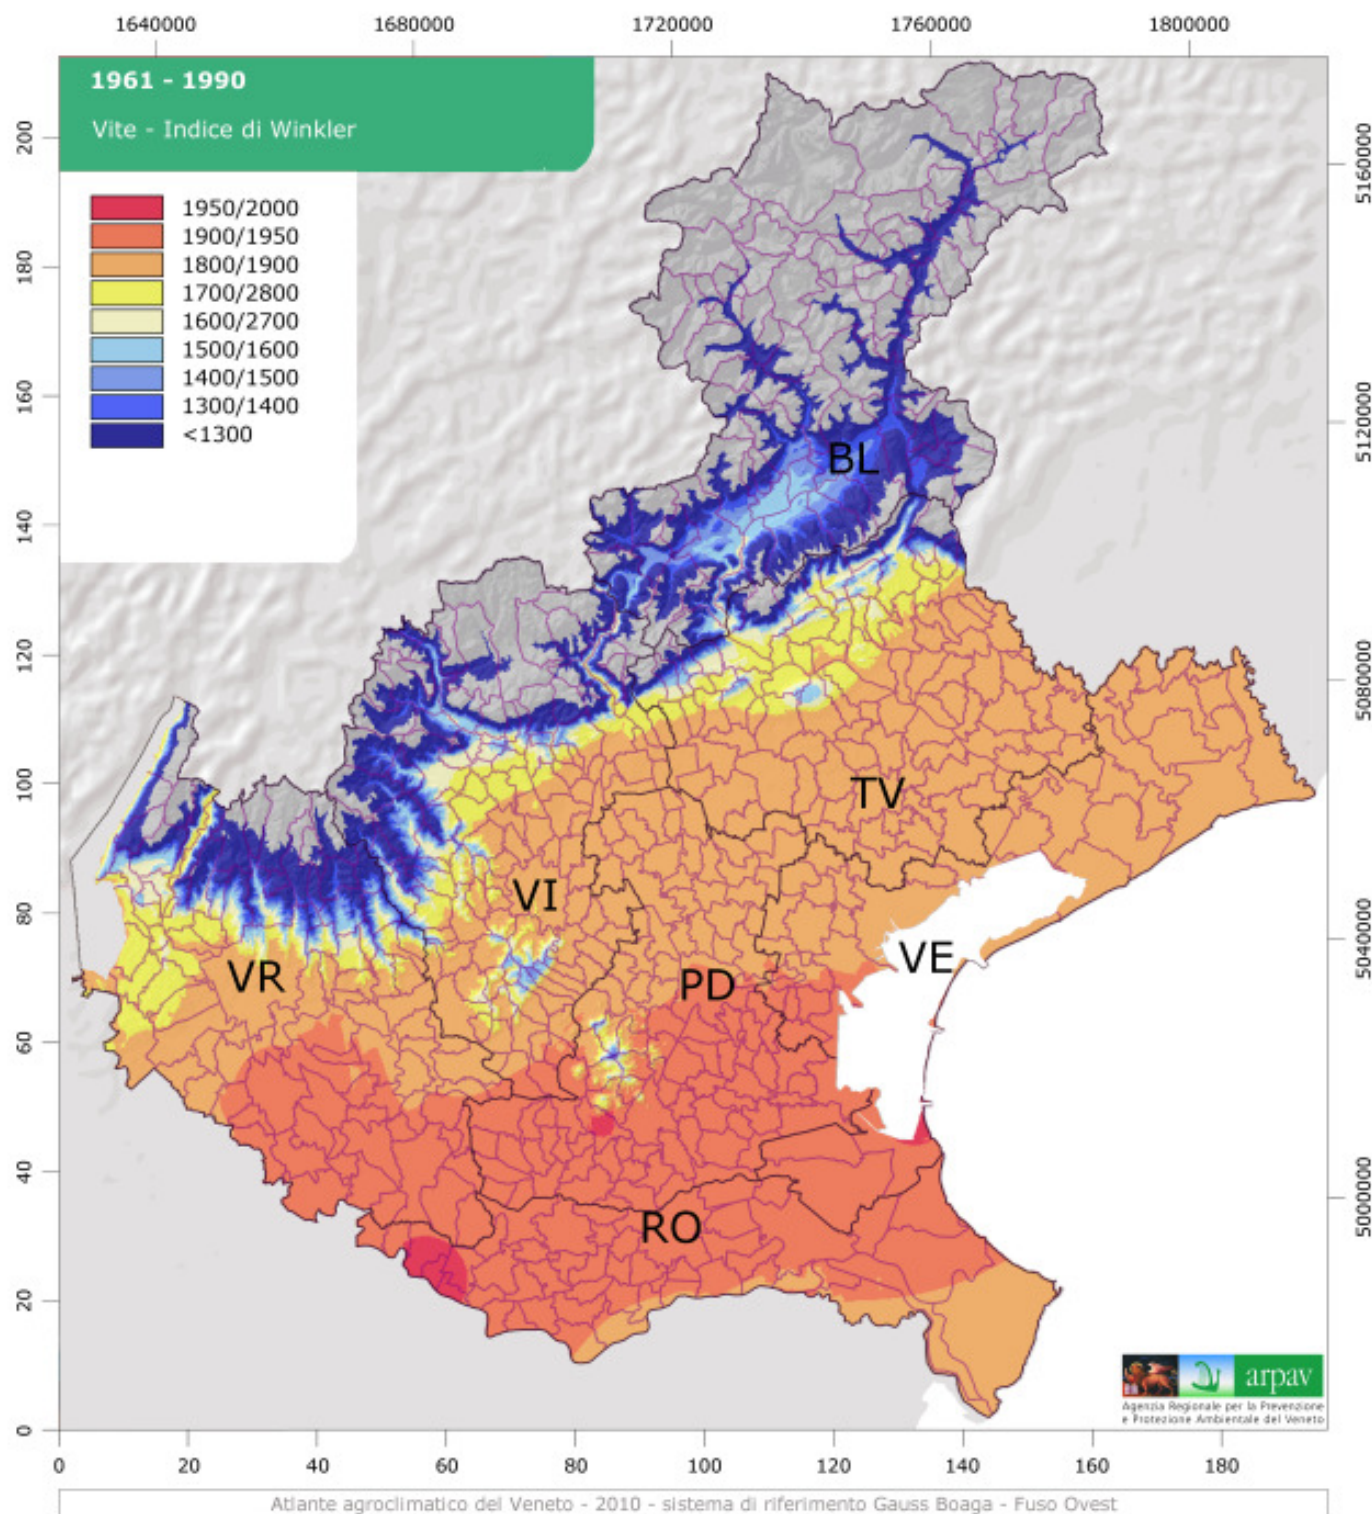 1640000 1680000 1720000 1760000 1800000
1961 - 1990
Vite - Indice di Winkler
1950/2000
1900/1950
1800/1900
1700/2800
1600/2700
1500/1600
1400/1500
1300/1400
<1300
200
180
160
140
120
100
80
60
40
20
0
5160000
5120000
5080000
5040000
5000000
BL
TV
VI
VE
VR
PD
RO
arpav
Agenzia Regionale per la Prevenzione
e Protezione Ambientale del Veneto
0 20 40 60 80 100 120 140 160 180
Atlante agroclimatico del Veneto - 2010 - sistema di riferimento Gauss Boaga - Fuso Ovest